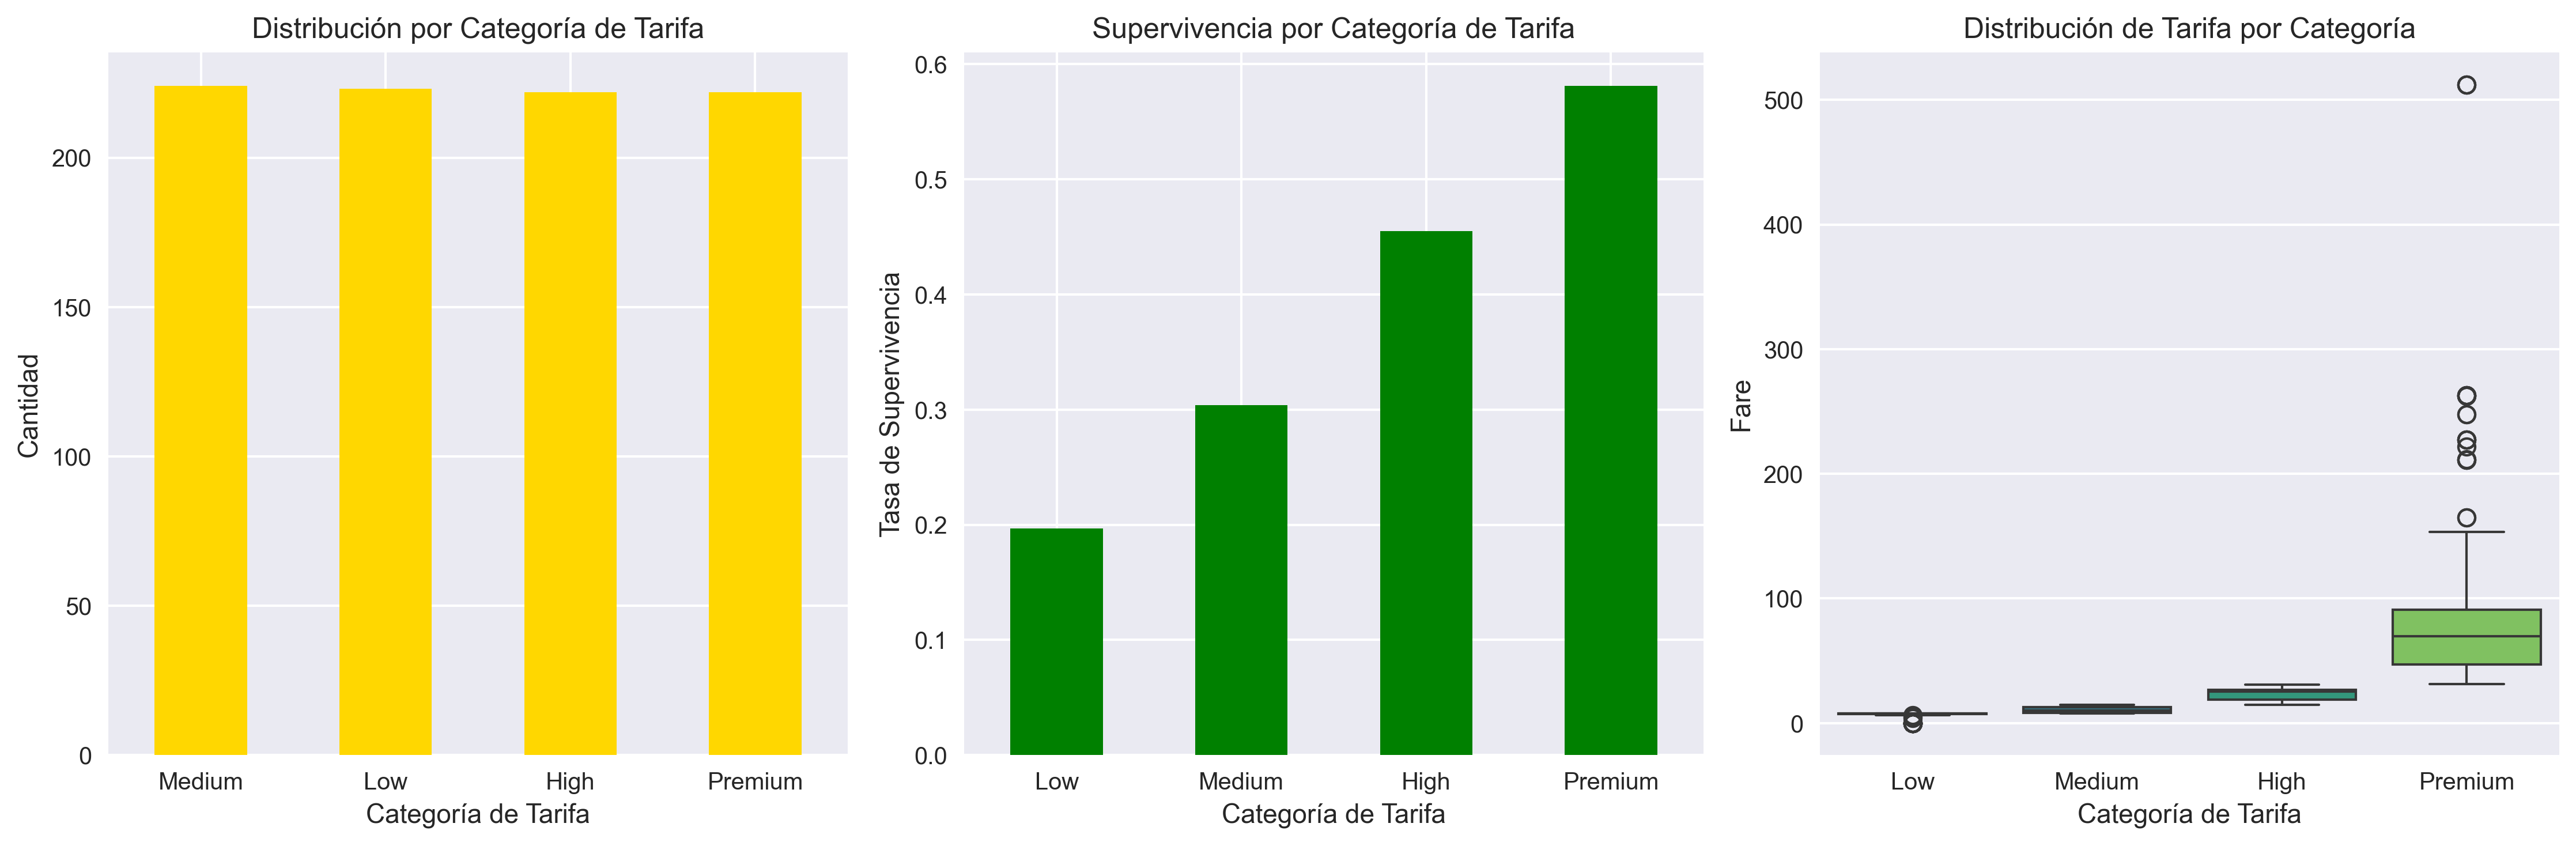 Distribución por Categoría de Tarifa
Cantidad
200
150
100
50
0
Medium Low High Premium
Categoría de Tarifa
Supervivencia por Categoría de Tarifa
Tasa de Supervivencia
0.6
0.5
0.4
0.3
0.2
0.1
0.0
Low Medium High Premium
Categoría de Tarifa
Distribución de Tarifa por Categoría
Fare
500
400
300
200
100
0
Low Medium High Premium
Categoría de Tarifa